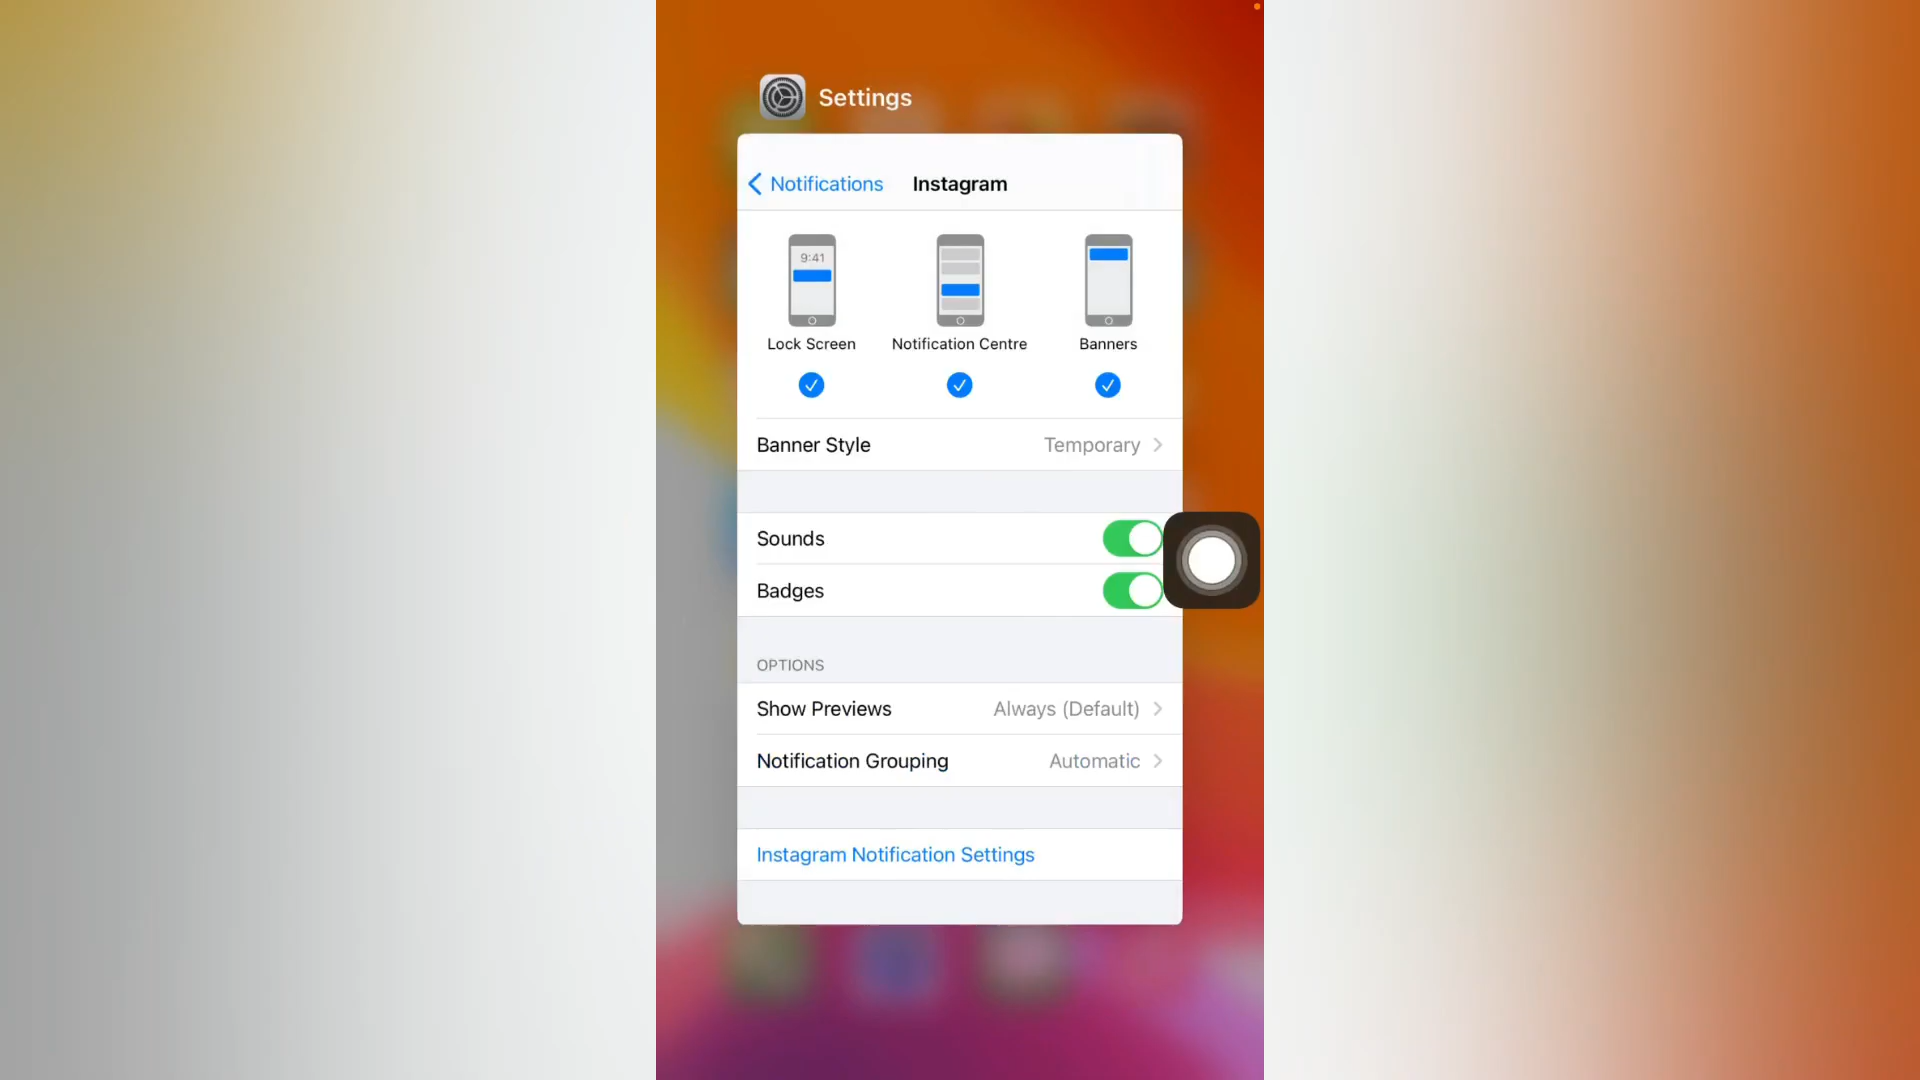 Settings
Notifications Instagram
9:41
Lock Screen Notification Centre Banners
Banner Style Temporary
Sounds
Badges
OPTIONS
Show Previews Always (Default)
Notification Grouping Automatic
Instagram Notification Settings